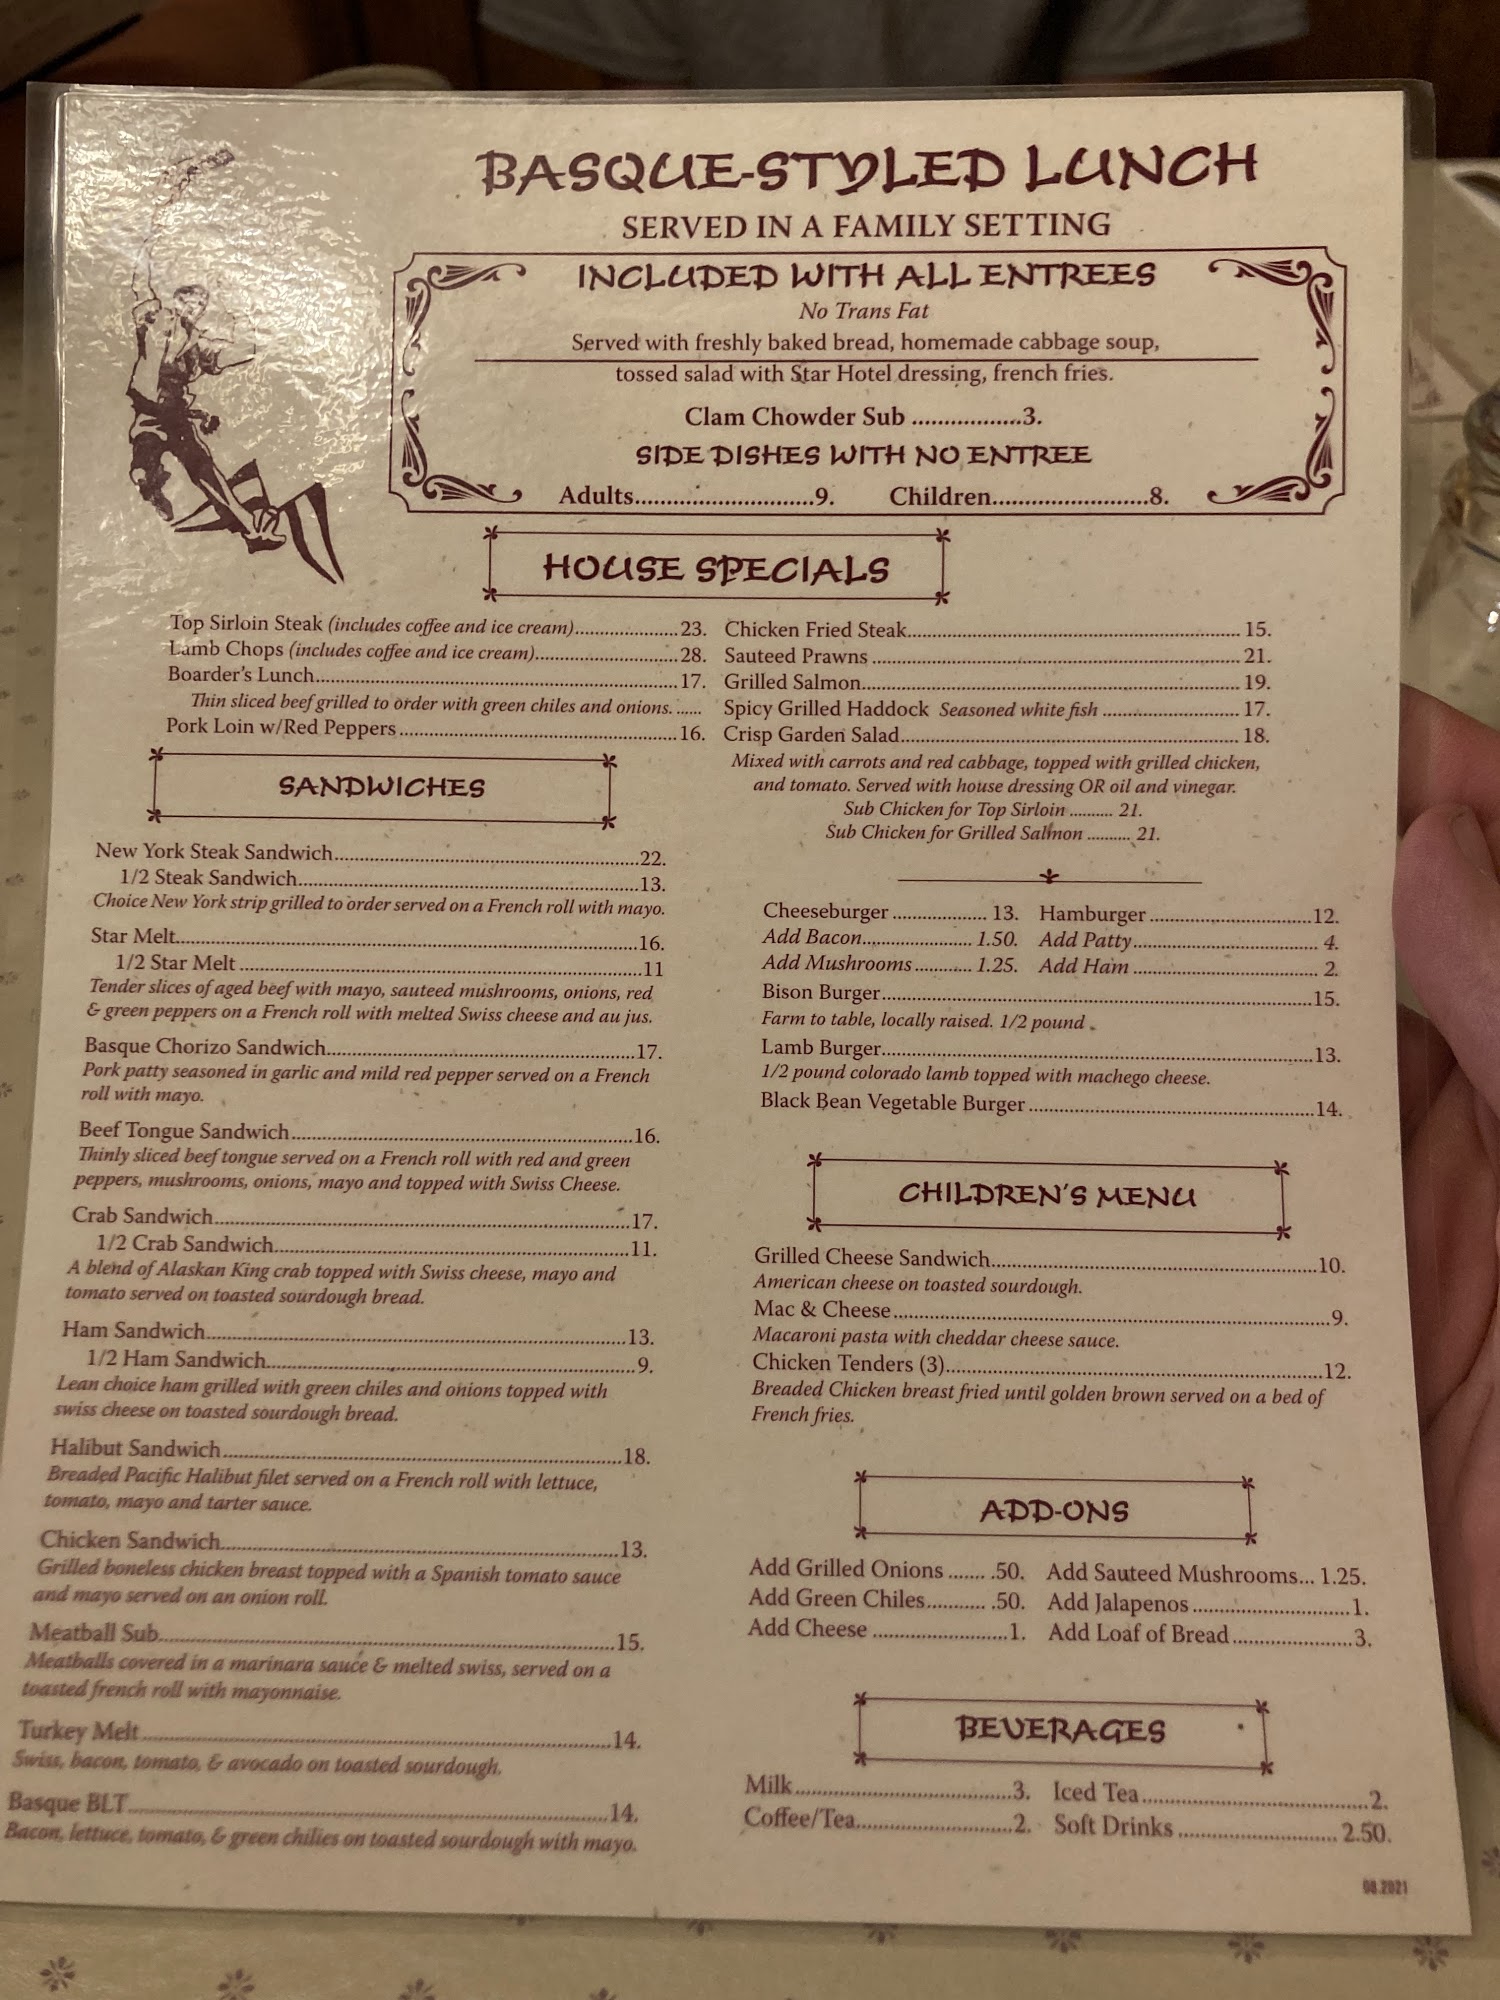 BASQUE-STYLED LUNCH
SERVED IN A FAMILY SETTING
INCLUDED WITH ALL ENTREES
No Trans Fat
Served with freshly baked bread, homemade cabbage soup,
tossed salad with Star Hotel dressing, french fries.
Clam Chowder Sub .................3.
SIDE DISHES WITH NO ENTREE
Adults..........................9. Children.......................8.
HOUSE SPECIALS
Top Sirloin Steak (includes coffee and ice cream)....................23.
Lamb Chops (includes coffee and ice cream)...........................28.
Boarder's Lunch......................................................17.
Thin sliced beef grilled to order with green chiles and onions. ......
Pork Loin w/Red Peppers..............................................16.
Chicken Fried Steak.................................................. 15.
Sauteed Prawns ...................................................... 21.
Grilled Salmon....................................................... 19.
Spicy Grilled Haddock Seasoned white fish ........................... 17.
Crisp Garden Salad................................................... 18.
Mixed with carrots and red cabbage, topped with grilled chicken,
and tomato. Served with house dressing OR oil and vinegar.
Sub Chicken for Top Sirloin .......... 21.
Sub Chicken for Grilled Salmon .......... 21.
SANDWICHES
New York Steak Sandwich..............................................22.
1/2 Steak Sandwich...................................................13.
Choice New York strip grilled to order served on a French roll with mayo.
Star Melt............................................................16.
1/2 Star Melt .......................................................11
Tender slices of aged beef with mayo, sauteed mushrooms, onions, red
& green peppers on a French roll with melted Swiss cheese and au jus.
Basque Chorizo Sandwich..............................................17.
Pork patty seasoned in garlic and mild red pepper served on a French
roll with mayo.
Beef Tongue Sandwich.................................................16.
Thinly sliced beef tongue served on a French roll with red and green
peppers, mushrooms, onions, mayo and topped with Swiss Cheese.
Crab Sandwich........................................................17.
1/2 Crab Sandwich....................................................11.
A blend of Alaskan King crab topped with Swiss cheese, mayo and
tomato served on toasted sourdough bread.
Ham Sandwich.........................................................13.
1/2 Ham Sandwich.....................................................9.
Lean choice ham grilled with green chiles and onions topped with
swiss cheese on toasted sourdough bread.
Halibut Sandwich.....................................................18.
Breaded Pacific Halibut filet served on a French roll with lettuce,
tomato, mayo and tarter sauce.
Chicken Sandwich.....................................................13.
Grilled boneless chicken breast topped with a Spanish tomato sauce
and mayo served on an onion roll.
Meatball Sub.........................................................15.
Meatballs covered in a marinara sauce & melted swiss, served on a
toasted french roll with mayonnaise.
Turkey Melt..........................................................14.
Swiss, bacon, tomato, & avocado on toasted sourdough.
Basque BLT...........................................................14.
Bacon, lettuce, tomato, & green chilies on toasted sourdough with mayo.
Cheeseburger ................. 13. Hamburger..........................12.
Add Bacon.................... 1.50. Add Patty........................... 4.
Add Mushrooms........... 1.25. Add Ham ............................. 2.
Bison Burger.........................................................15.
Farm to table, locally raised. 1/2 pound .
Lamb Burger..........................................................13.
1/2 pound colorado lamb topped with machego cheese.
Black Bean Vegetable Burger..........................................14.
CHILDREN'S MENU
Grilled Cheese Sandwich..............................................10.
American cheese on toasted sourdough.
Mac & Cheese.........................................................9.
Macaroni pasta with cheddar cheese sauce.
Chicken Tenders (3)..................................................12.
Breaded Chicken breast fried until golden brown served on a bed of
French fries.
ADD-ONS
Add Grilled Onions ....... .50. Add Sauteed Mushrooms... 1.25.
Add Green Chiles........... .50. Add Jalapenos ..........................1.
Add Cheese ......................1. Add Loaf of Bread....................3.
BEVERAGES
Milk.....................................3. Iced Tea.....................................2.
Coffee/Tea..........................2. Soft Drinks .......................... 2.50.
08.2021